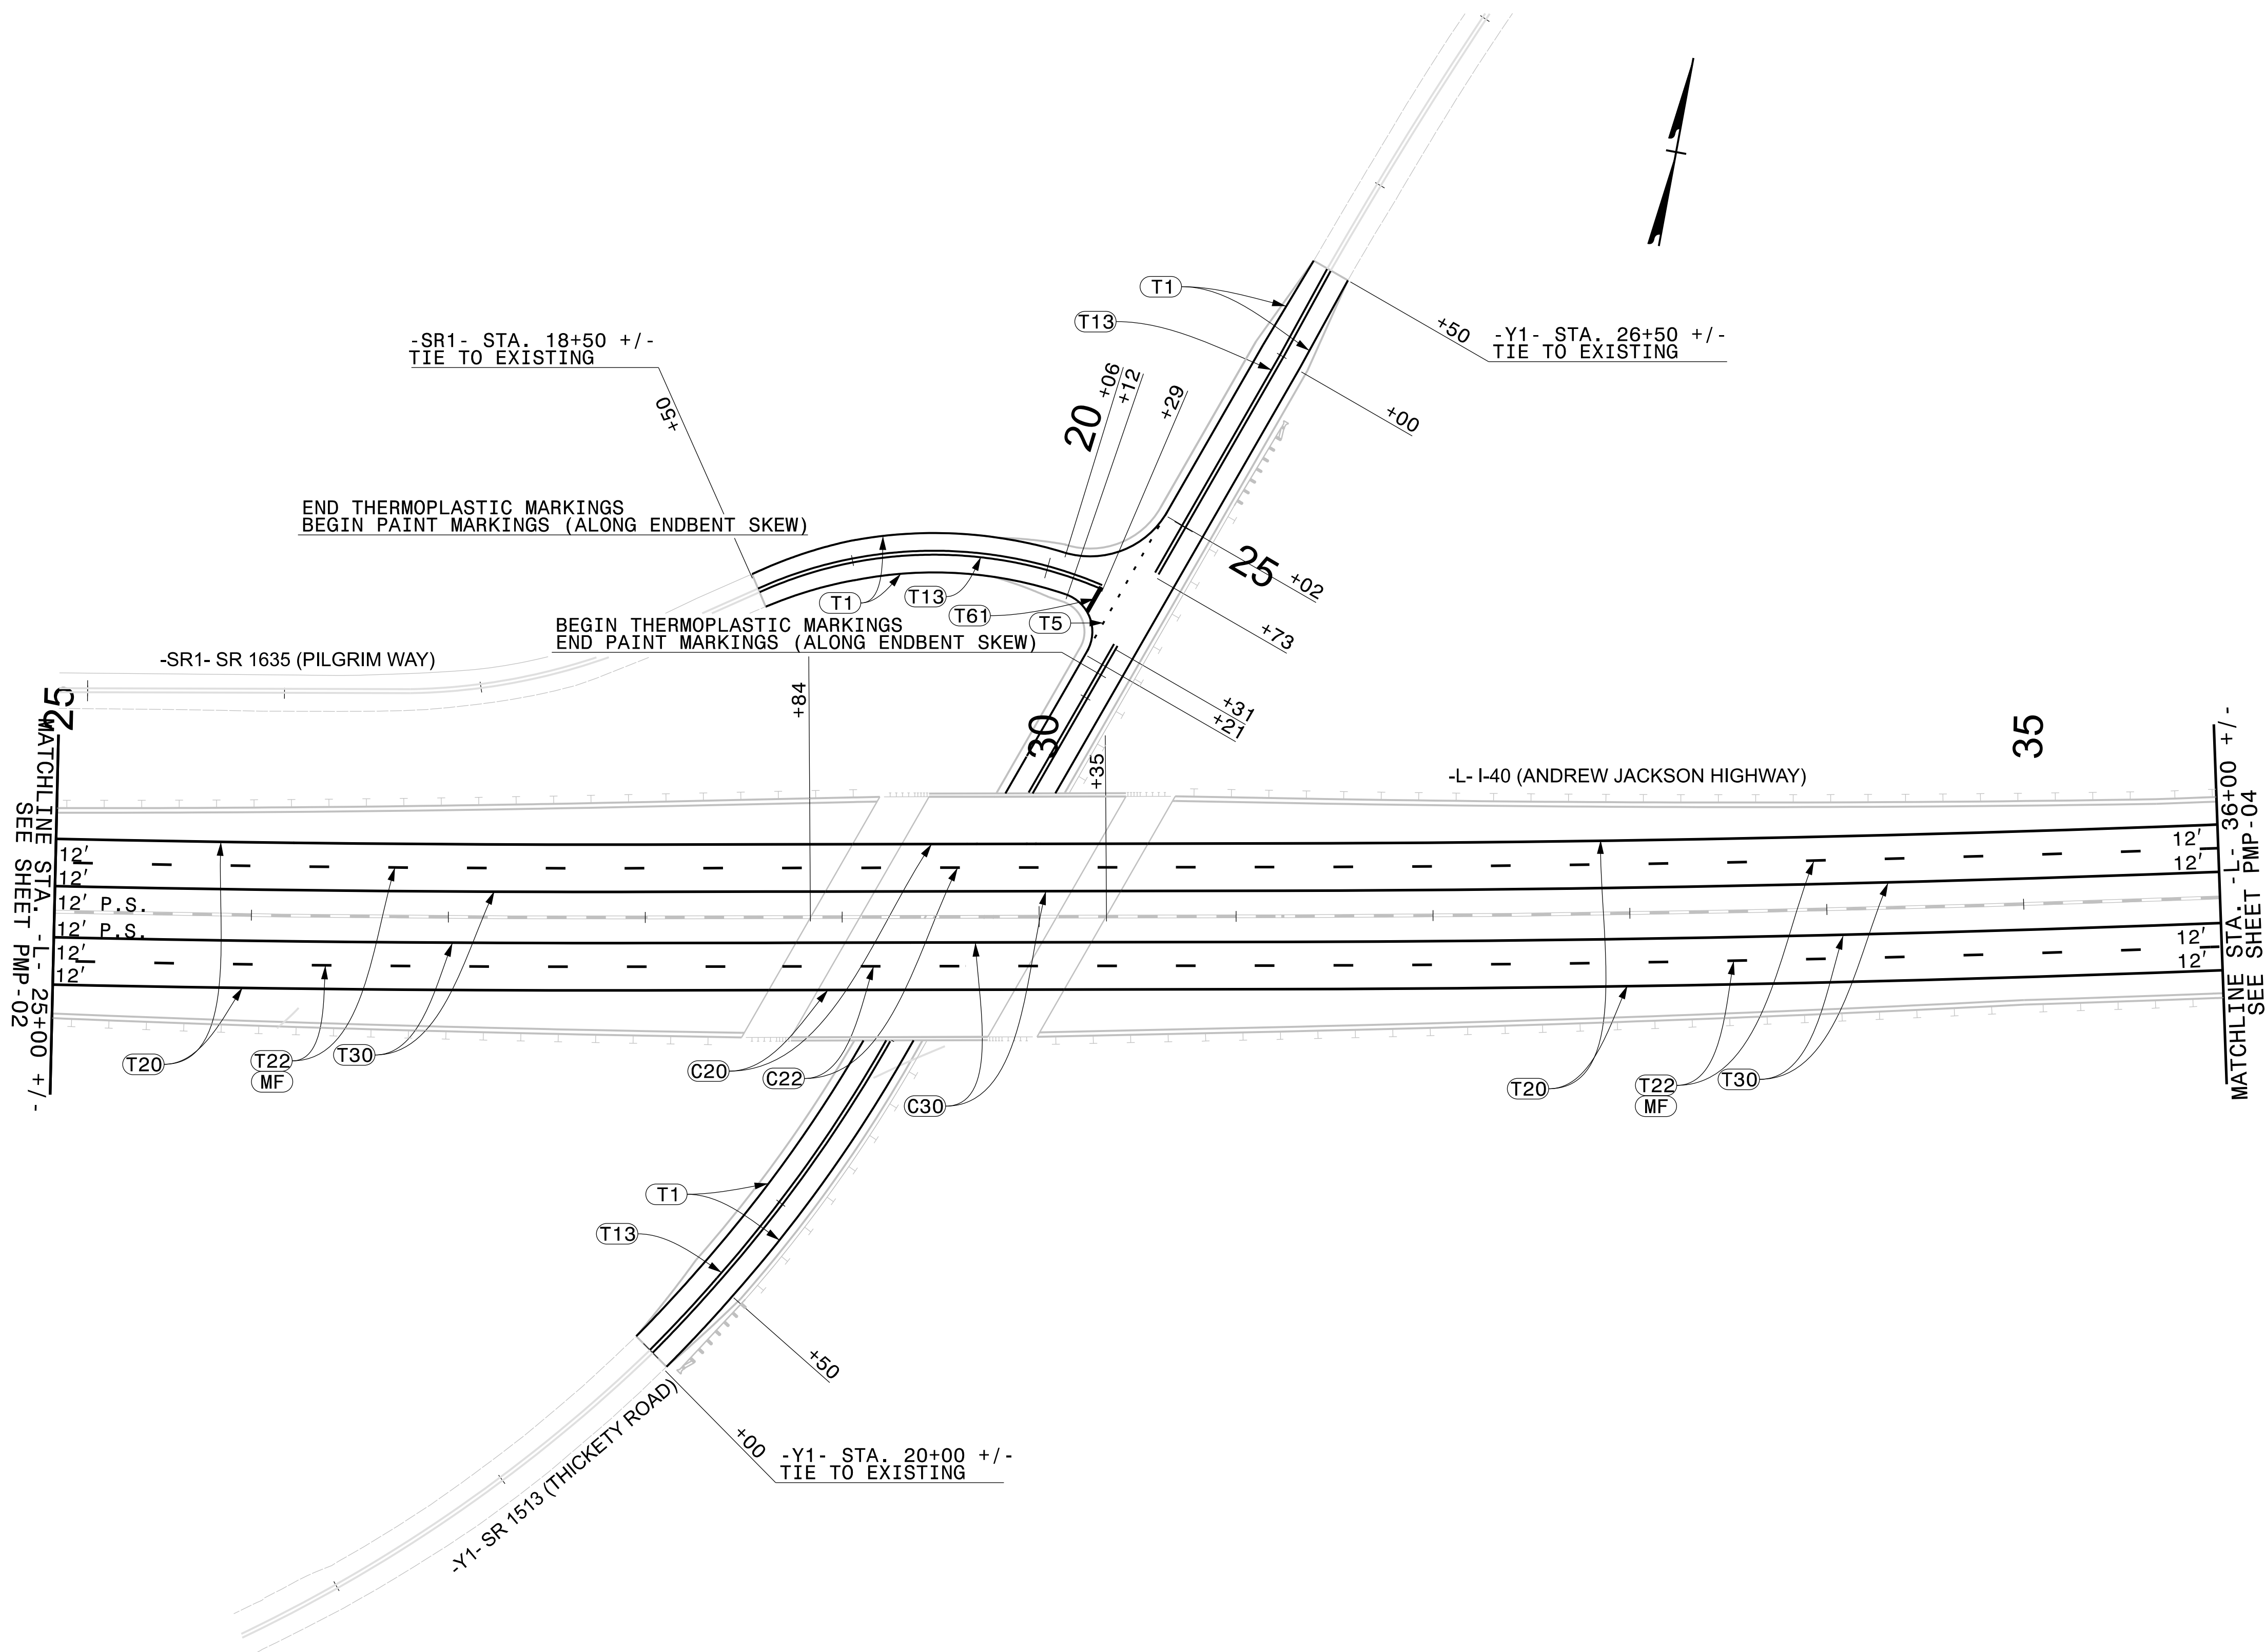 T1
T13
+50
-Y1- STA. 26+50 +/-
TIE TO EXISTING
-SR1- STA. 18+50 +/-
TIE TO EXISTING
+50
20
+06
+12
+29
+00
END THERMOPLASTIC MARKINGS
BEGIN PAINT MARKINGS (ALONG ENDBENT SKEW)
25
+02
T1
T13
T61
T5
BEGIN THERMOPLASTIC MARKINGS
END PAINT MARKINGS (ALONG ENDBENT SKEW)
+73
-SR1- SR 1635 (PILGRIM WAY)
+84
+31
+21
25
30
35
+35
-L- I-40 (ANDREW JACKSON HIGHWAY)
MATCHLINE STA. -L- 25+00 +/-
SEE SHEET PMP-02
12'
12'
12' P.S.
12' P.S.
12'
12'
12'
12'
12'
12'
MATCHLINE STA. -L- 36+00 +/-
SEE SHEET PMP-04
T20
T22
MF
T30
C20
C22
C30
T20
T22
MF
T30
T1
T13
+50
+00
-Y1- STA. 20+00 +/-
TIE TO EXISTING
-Y1- SR 1513 (THICKETY ROAD)